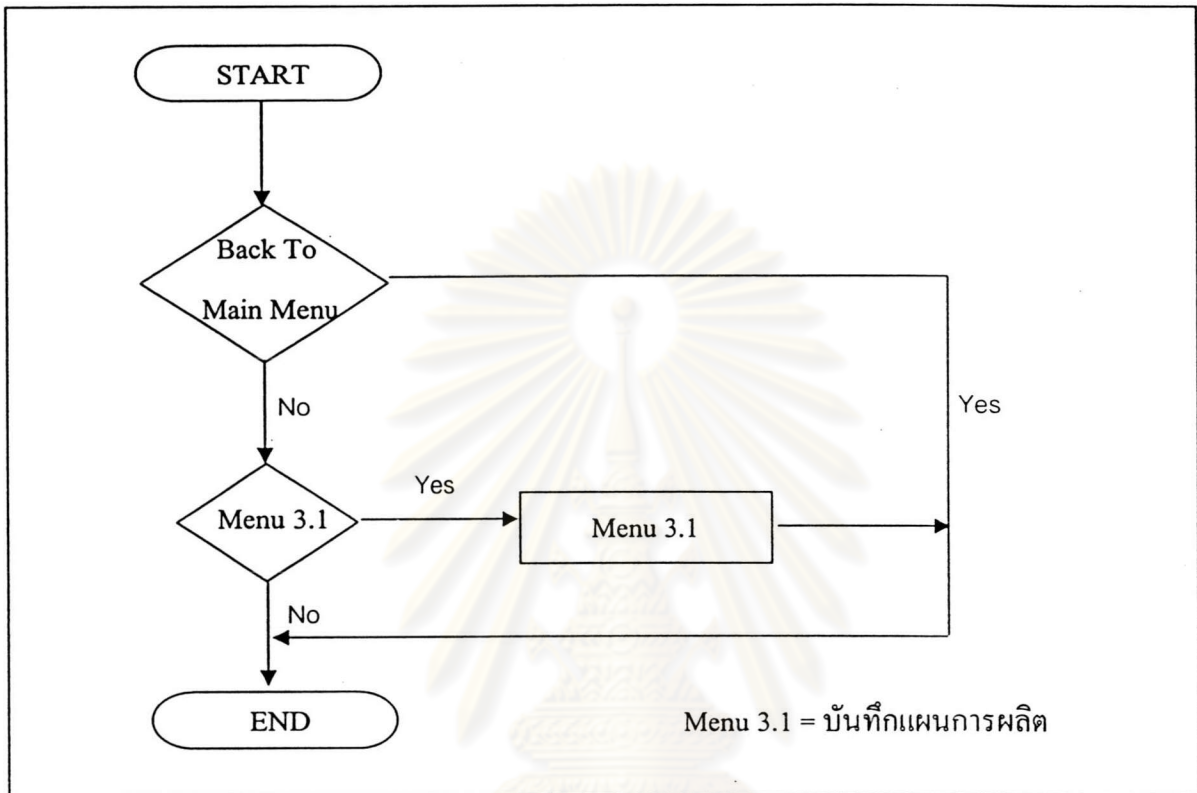 START
Back To
Main Menu
No
Yes
Yes
Menu 3.1
Menu 3.1
No
END
Menu 3.1 = บันทึกแผนการผลิต